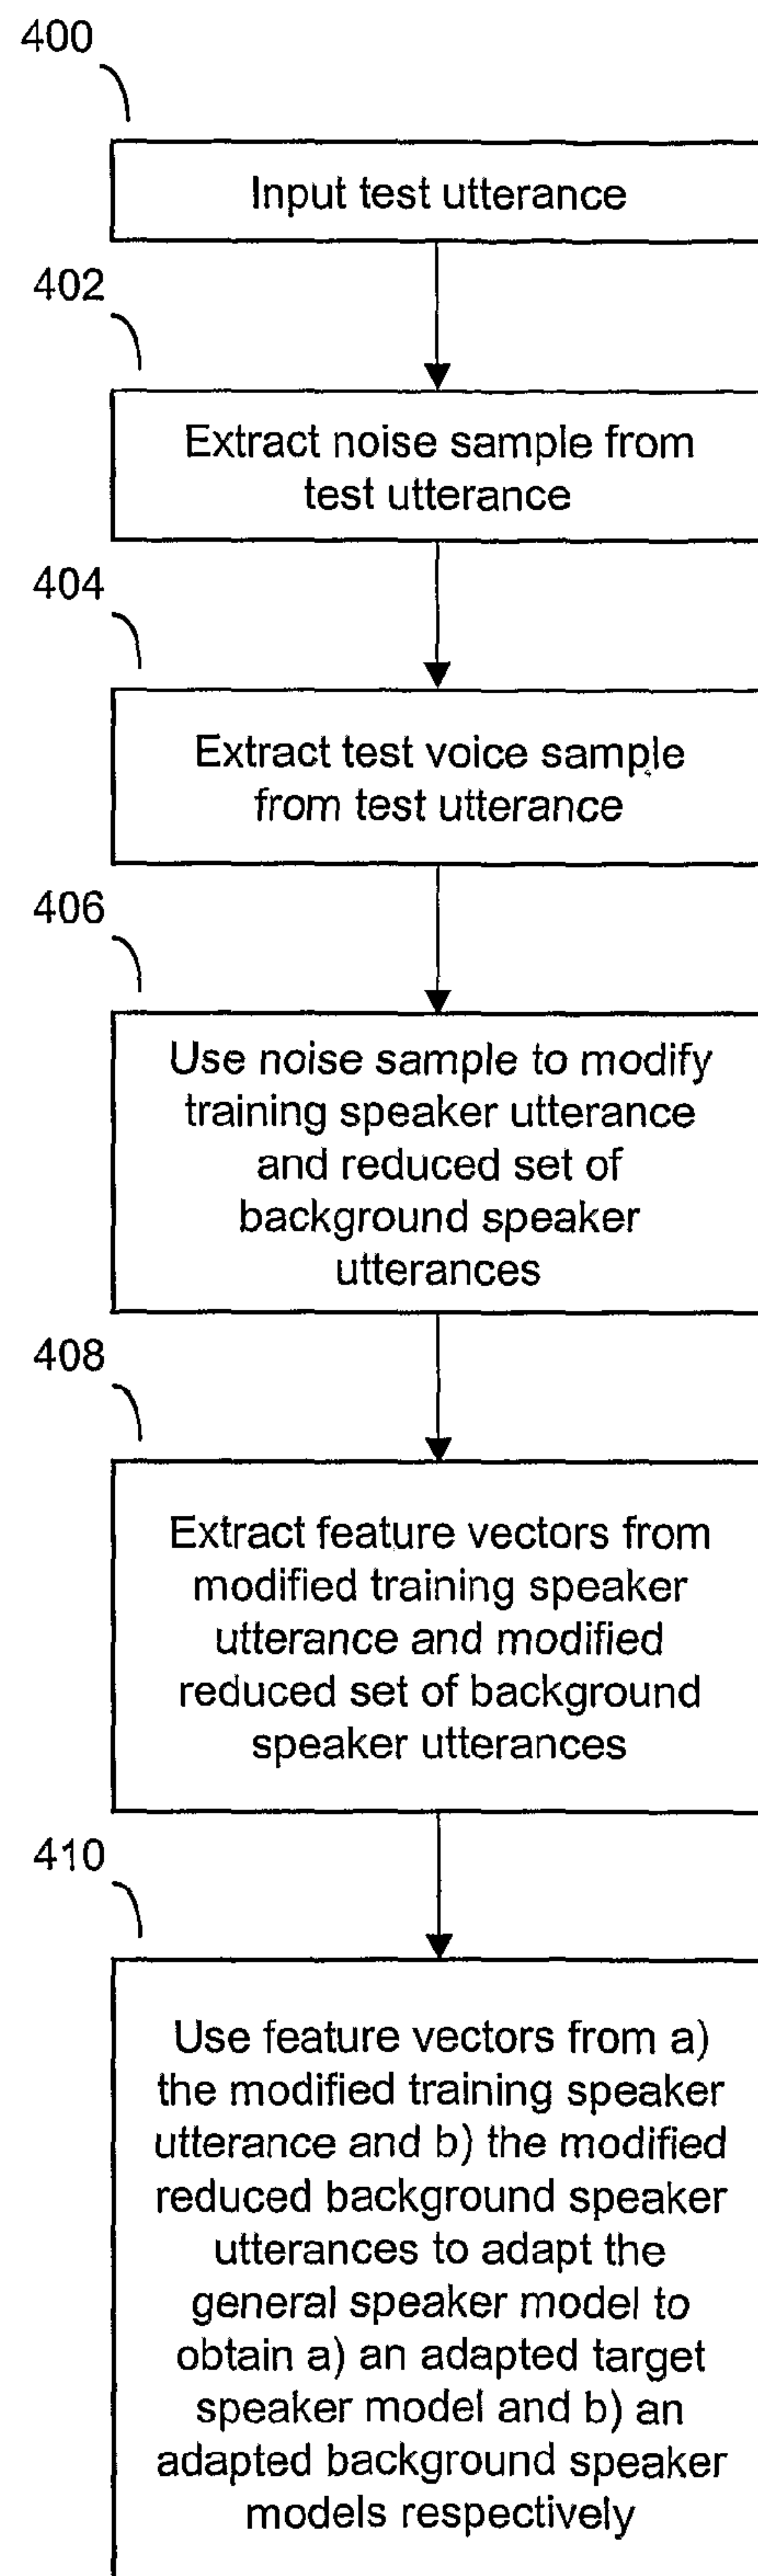 400
Input test utterance
402
Extract noise sample from
test utterance
404
Extract test voice sample
from test utterance
406
Use noise sample to modify
training speaker utterance
and reduced set of
background speaker
utterances
408
Extract feature vectors from
modified training speaker
utterance and modified
reduced set of background
speaker utterances
410
Use feature vectors from a)
the modified training speaker
utterance and b) the modified
reduced background speaker
utterances to adapt the
general speaker model to
obtain a) an adapted target
speaker model and b) an
adapted background speaker
models respectively